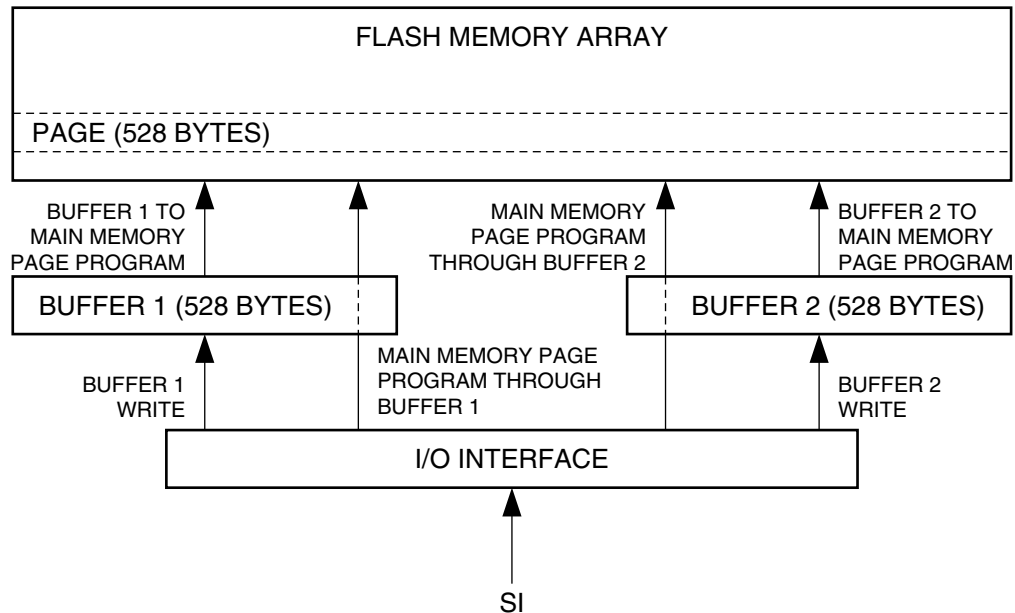 FLASH MEMORY ARRAY
PAGE (528 BYTES)
BUFFER 1 TO
MAIN MEMORY
PAGE PROGRAM
MAIN MEMORY
PAGE PROGRAM
THROUGH BUFFER 2
BUFFER 2 TO
MAIN MEMORY
PAGE PROGRAM
BUFFER 1 (528 BYTES)
BUFFER 2 (528 BYTES)
BUFFER 1
WRITE
MAIN MEMORY PAGE
PROGRAM THROUGH
BUFFER 1
BUFFER 2
WRITE
I/O INTERFACE
SI